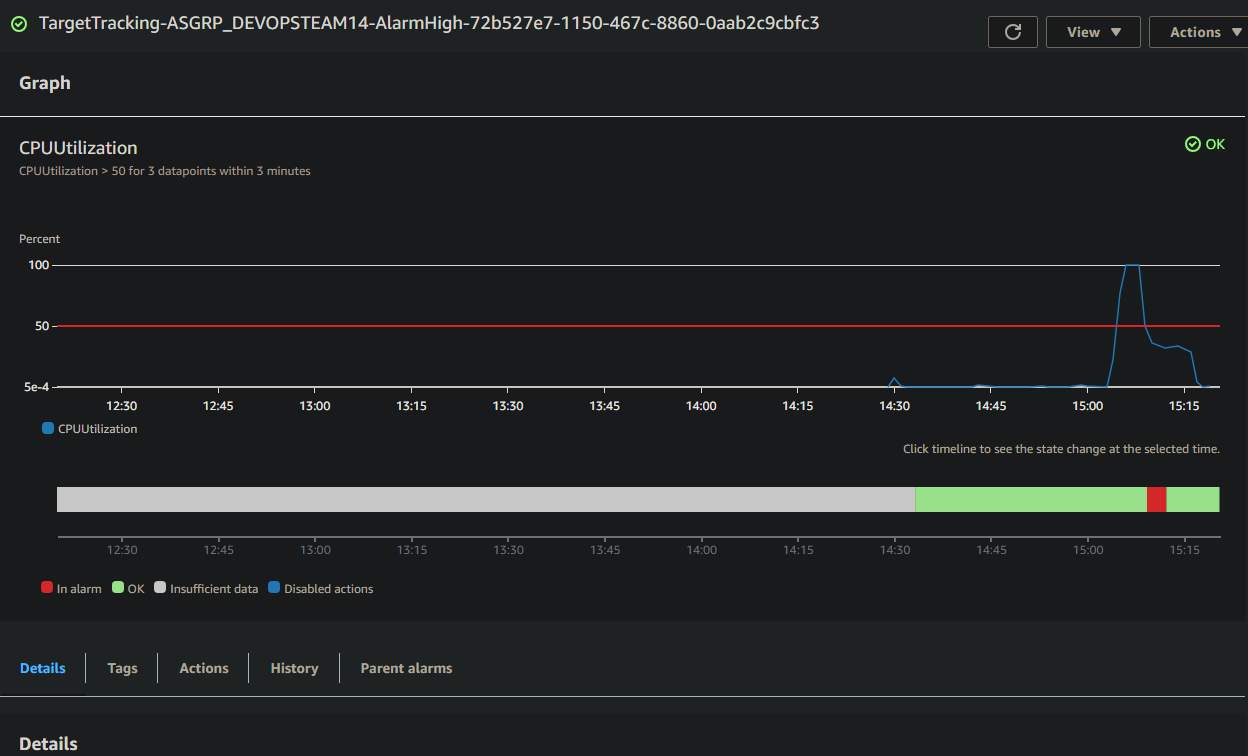 TargetTracking-ASGRP_DEVOPSTEAM14-AlarmHigh-72b527e7-1150-467c-8860-0aab2c9cbfc3
View
Actions
Graph
CPUUtilization
OK
CPUUtilization > 50 for 3 datapoints within 3 minutes
Percent
100
50
5e-4
12:30 12:45 13:00 13:15 13:30 13:45 14:00 14:15 14:30 14:45 15:00 15:15
CPUUtilization
Click timeline to see the state change at the selected time.
12:30 12:45 13:00 13:15 13:30 13:45 14:00 14:15 14:30 14:45 15:00 15:15
In alarm OK Insufficient data Disabled actions
Details Tags Actions History Parent alarms
Details